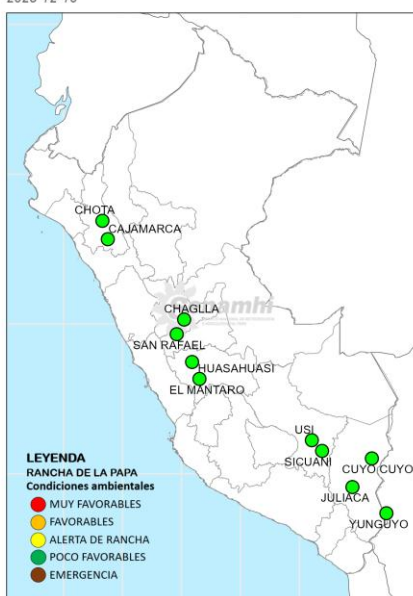 CHOTA
CAJAMARCA
Senamhi
CHAGLLA
SAN RAFAEL
HUASAHUASI
EL MANTARO
USI
SICUANI
CUYO CUYO
JULIACA
YUNGUYO
LEYENDA
RANCHA DE LA PAPA
Condiciones ambientales
MUY FAVORABLES
FAVORABLES
ALERTA DE RANCHA
POCO FAVORABLES
EMERGENCIA